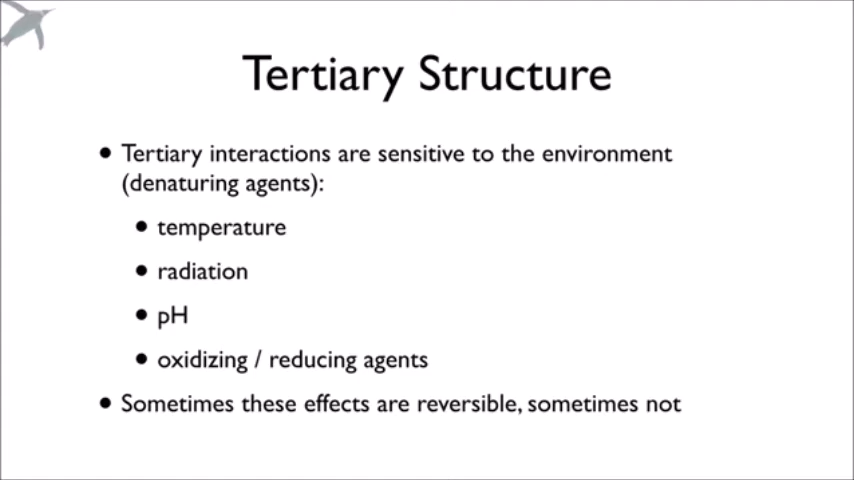 Tertiary Structure
• Tertiary interactions are sensitive to the environment
(denaturing agents):
• temperature
• radiation
• pH
• oxidizing / reducing agents
• Sometimes these effects are reversible, sometimes not